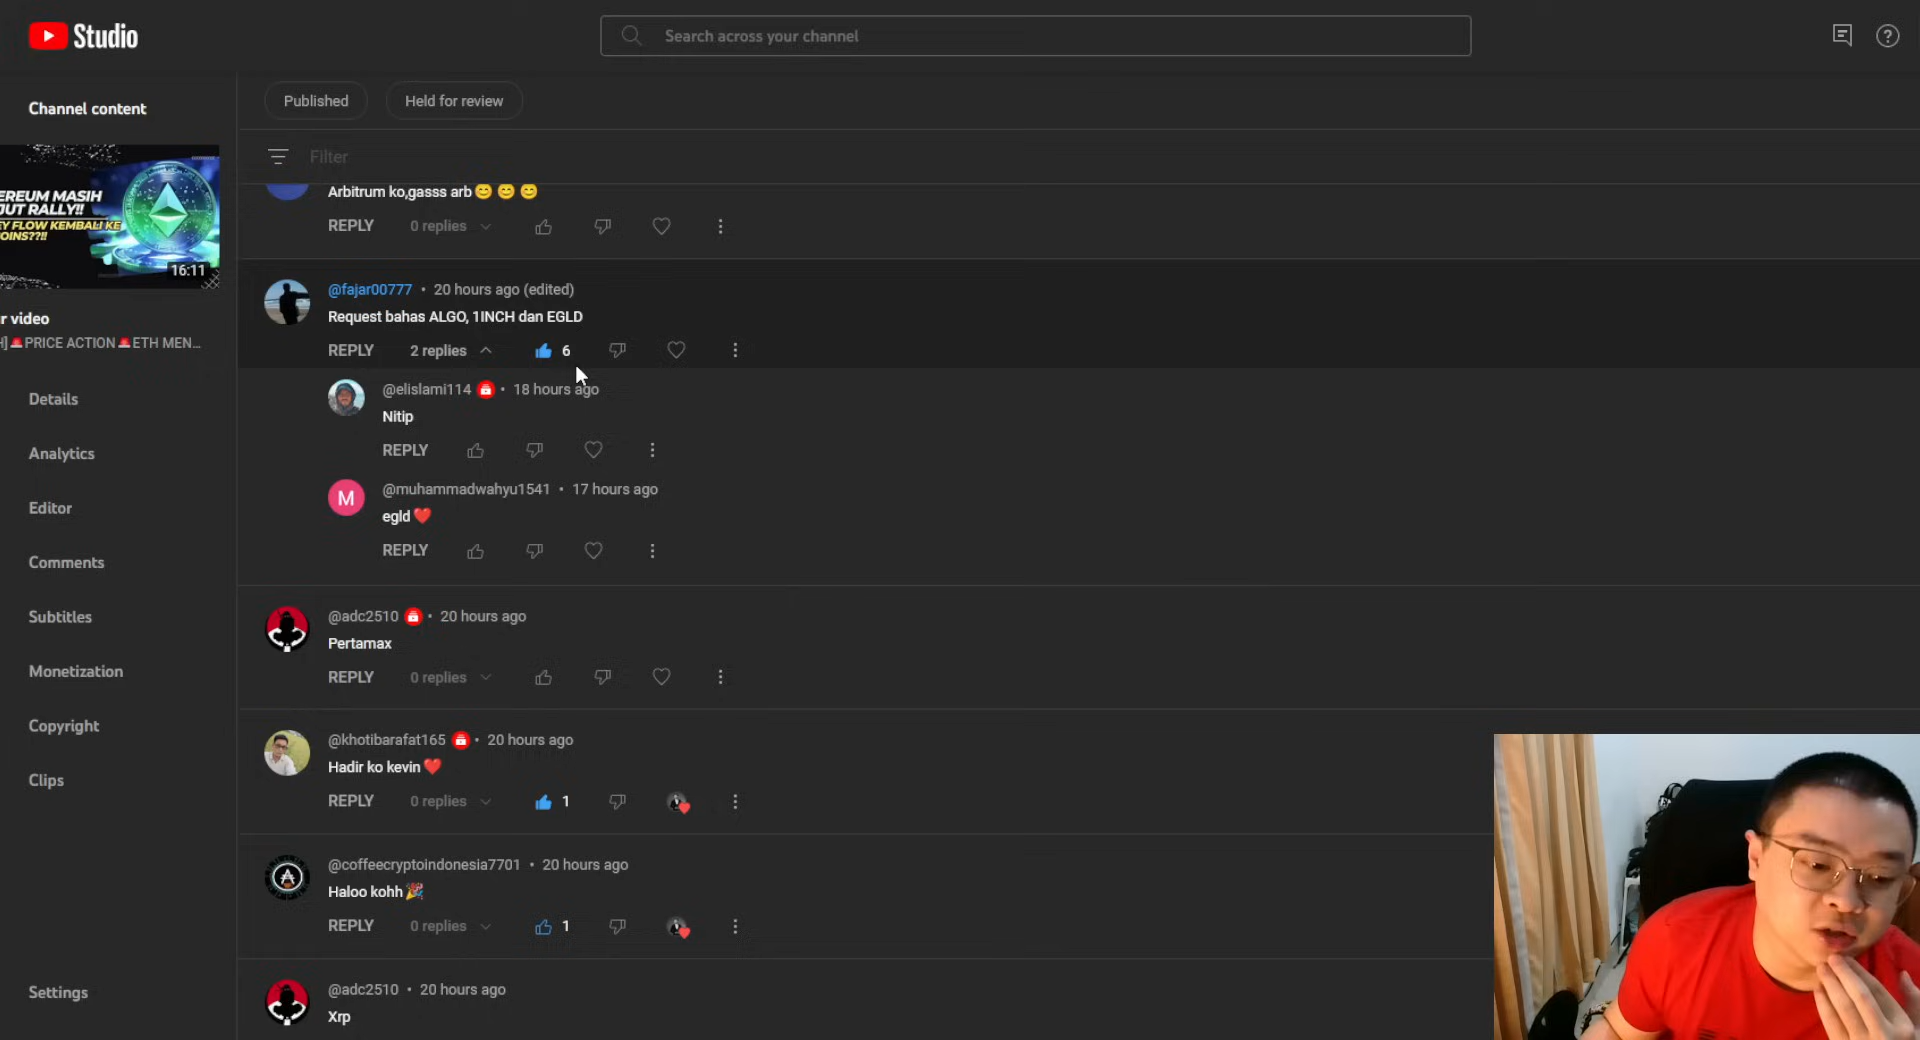 Studio
Search across your channel
Channel content
Published
Held for review
Filter
EREUM MASIH
JUT RALLY!!
EY FLOW KEMBALI KE
OINS??!!
16:11
r video
H]🚨PRICE ACTION🚨ETH MEN...
Details
Analytics
Editor
Comments
Subtitles
Monetization
Copyright
Clips
Settings
Arbitrum ko,gasss arb😊 😊 😊
REPLY 0 replies
@fajar00777 • 20 hours ago (edited)
Request bahas ALGO, 1INCH dan EGLD
REPLY 2 replies 6
@elislami114 • 18 hours ago
Nitip
REPLY
M
@muhammadwahyu1541 • 17 hours ago
egld❤️
REPLY
@adc2510 • 20 hours ago
Pertamax
REPLY 0 replies
@khotibarafat165 • 20 hours ago
Hadir ko kevin❤️
REPLY 0 replies 1
@coffeecryptoindonesia7701 • 20 hours ago
Haloo kohh🎉
REPLY 0 replies 1
@adc2510 • 20 hours ago
Xrp